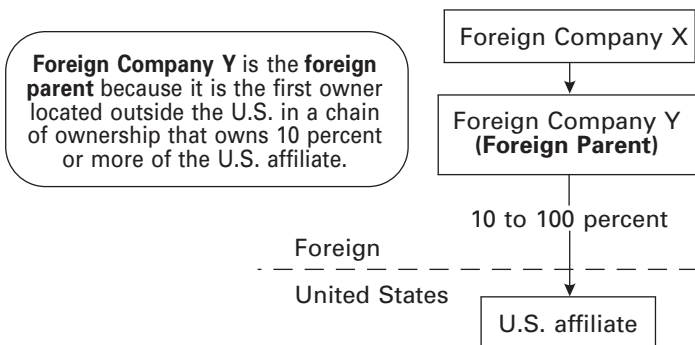 Foreign Company Y is the foreign
parent because it is the first owner
located outside the U.S. in a chain
of ownership that owns 10 percent
or more of the U.S. affiliate.
Foreign Company X
Foreign Company Y
(Foreign Parent)
10 to 100 percent
Foreign
United States
U.S. affiliate